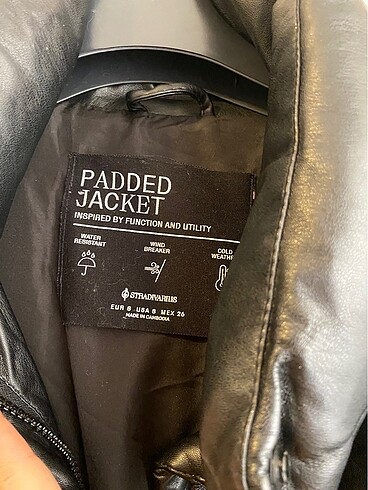 PADDED
JACKET
INSPIRED BY FUNCTION AND UTILITY
WATER
RESISTANT
WIND
BREAKER
COLD
WEATH
STRADIVARIUS
EUR S USA S MEX 26
MADE IN CAMBODIA